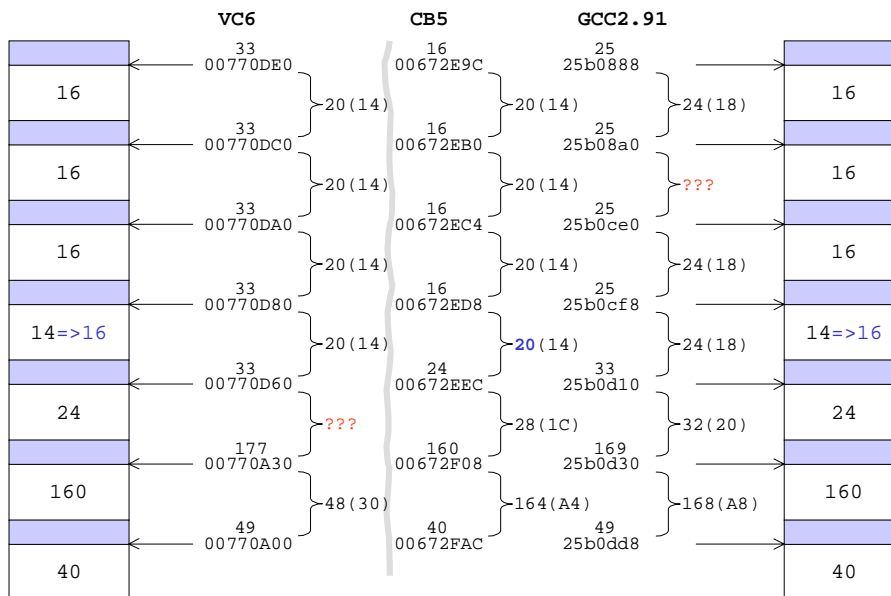 VC6 CB5 GCC2.91
33 16 25
00770DE0 00672E9C 25b0888
16 20(14) 20(14) 24(18) 16
33 16 25
00770DC0 00672EB0 25b08a0
16 20(14) 20(14) ??? 16
33 16 25
00770DA0 00672EC4 25b0ce0
16 20(14) 20(14) 24(18) 16
33 16 25
00770D80 00672ED8 25b0cf8
14=>16 20(14) 20(14) 24(18) 14=>16
33 24 33
00770D60 00672EEC 25b0d10
24 ??? 28(1C) 32(20) 24
177 160 169
00770A30 00672F08 25b0d30
160 48(30) 164(A4) 168(A8) 160
49 40 49
00770A00 00672FAC 25b0dd8
40 40